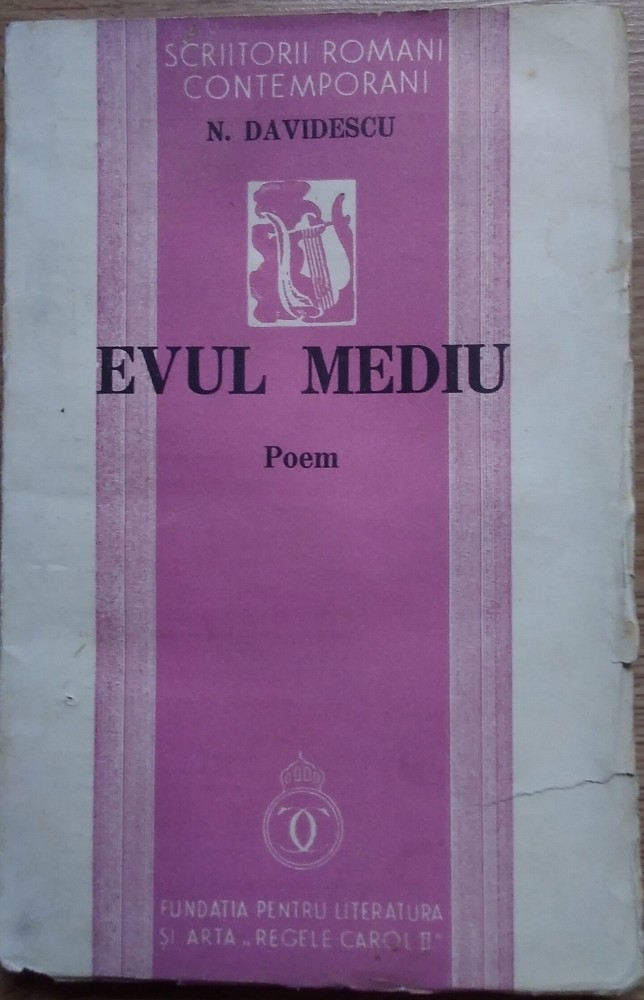 SCRIITORII ROMANI
CONTEMPORANI
N. DAVIDESCU
EVUL MEDIU
Poem
FUNDATIA PENTRU LITERATURA
ȘI ARTA „REGELE CAROL II”